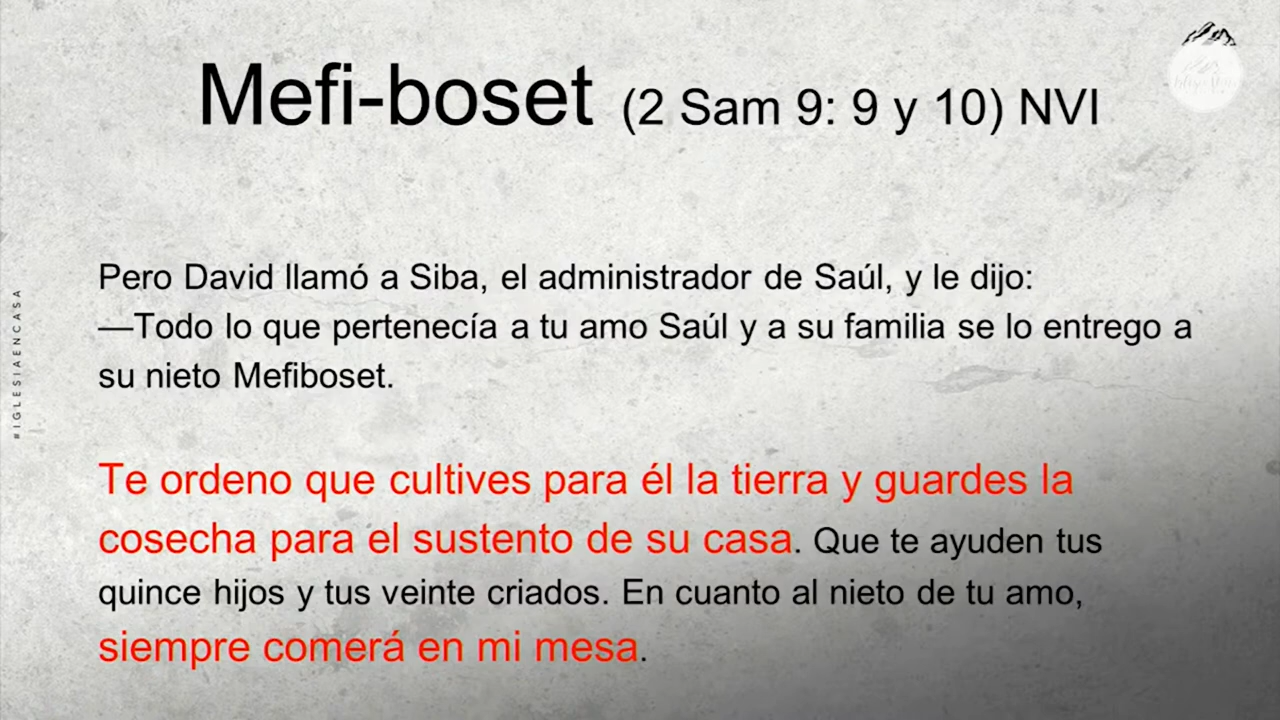 Mefi-boset (2 Sam 9: 9 y 10) NVI
Pero David llamó a Siba, el administrador de Saúl, y le dijo:
—Todo lo que pertenecía a tu amo Saúl y a su familia se lo entrego a
su nieto Mefiboset.
Te ordeno que cultives para él la tierra y guardes la
cosecha para el sustento de su casa. Que te ayuden tus
quince hijos y tus veinte criados. En cuanto al nieto de tu amo,
siempre comerá en mi mesa.
#IGLESIAENCASA